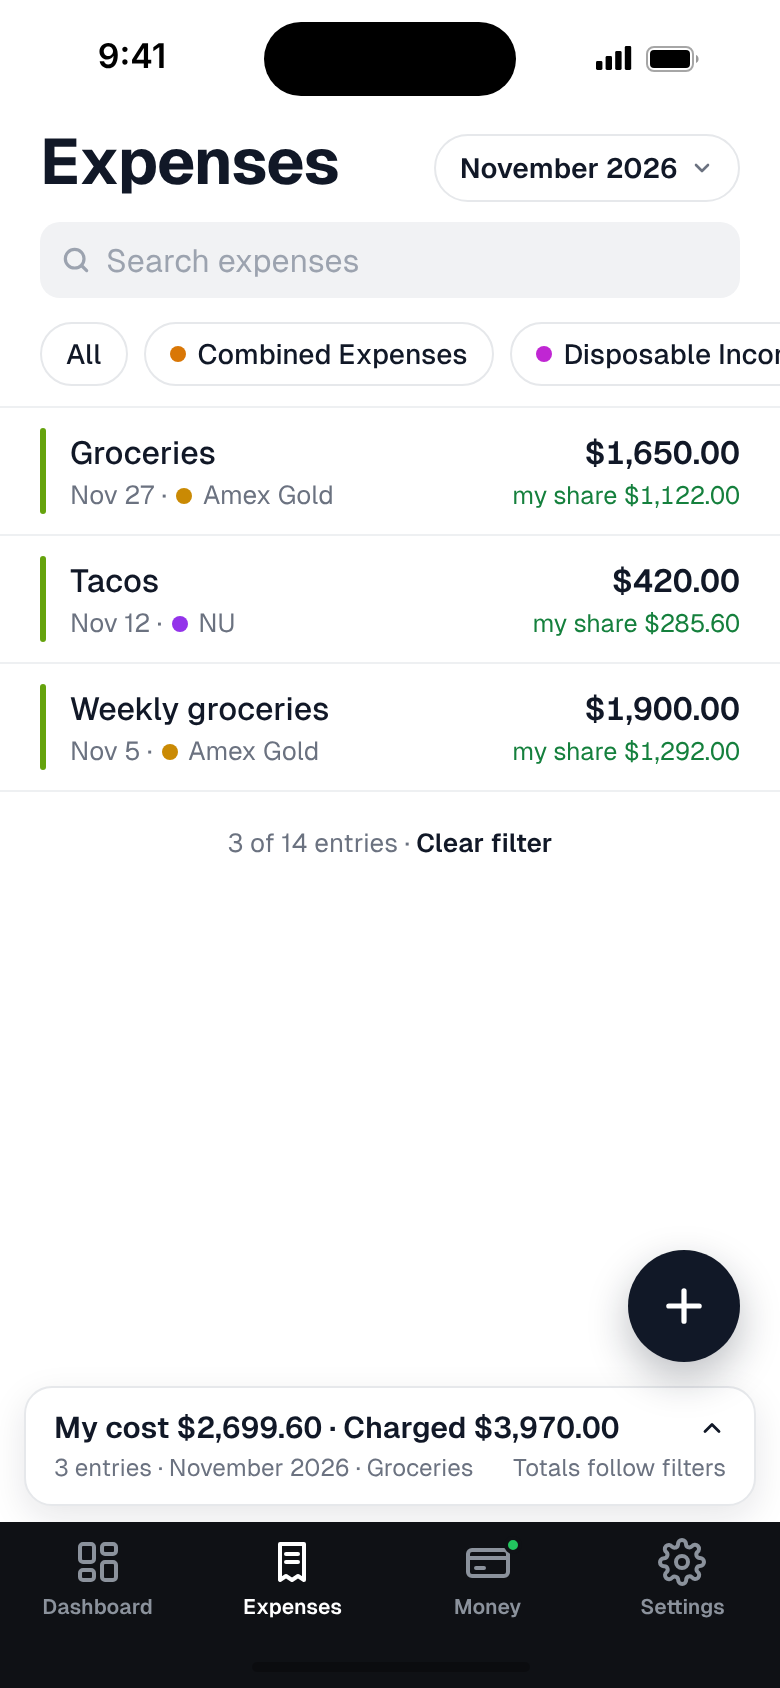 9:41
Expenses
November 2026
Search expenses
All
Combined Expenses
Disposable Incor
Groceries
$1,650.00
Nov 27 · Amex Gold
my share $1,122.00
Tacos
$420.00
Nov 12 · NU
my share $285.60
Weekly groceries
$1,900.00
Nov 5 · Amex Gold
my share $1,292.00
3 of 14 entries · Clear filter
My cost $2,699.60 · Charged $3,970.00
3 entries · November 2026 · Groceries
Totals follow filters
Dashboard
Expenses
Money
Settings